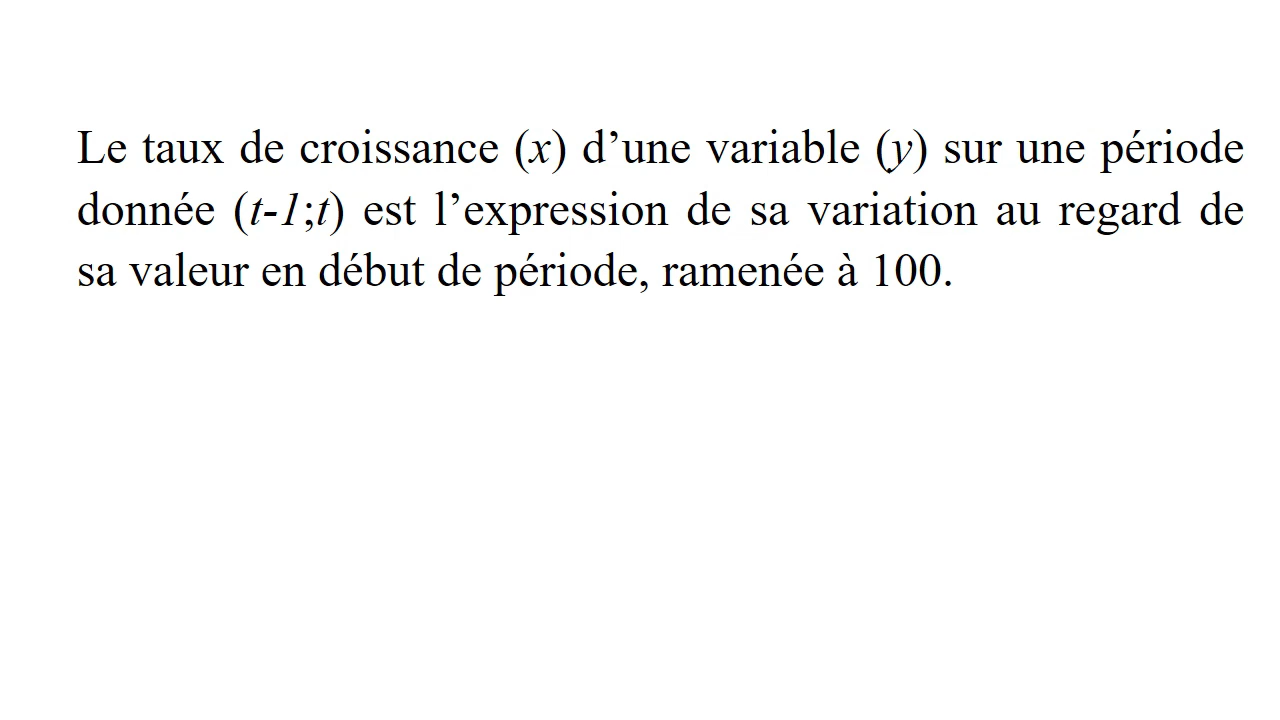 Le taux de croissance (x) d’une variable (y) sur une période
donnée (t-1;t) est l’expression de sa variation au regard de
sa valeur en début de période, ramenée à 100.